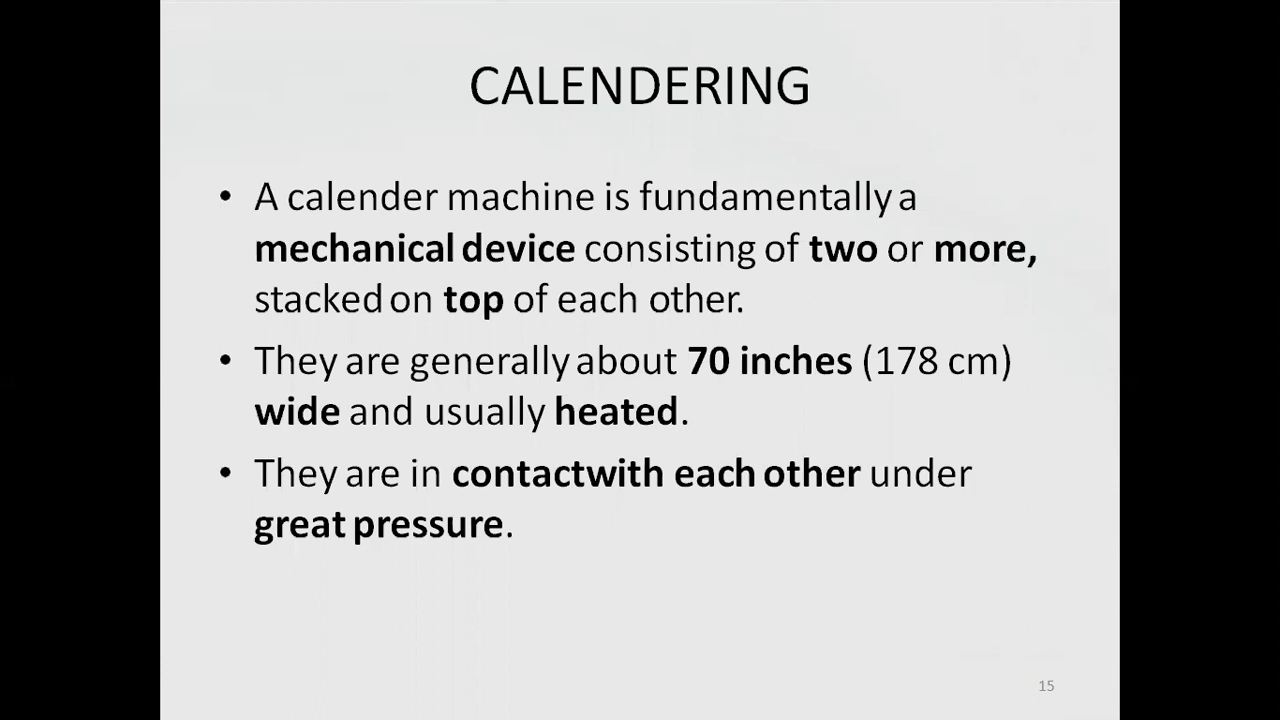 CALENDERING
• A calender machine is fundamentally a
mechanical device consisting of two or more,
stacked on top of each other.
• They are generally about 70 inches (178 cm)
wide and usually heated.
• They are in contactwith each other under
great pressure.
15